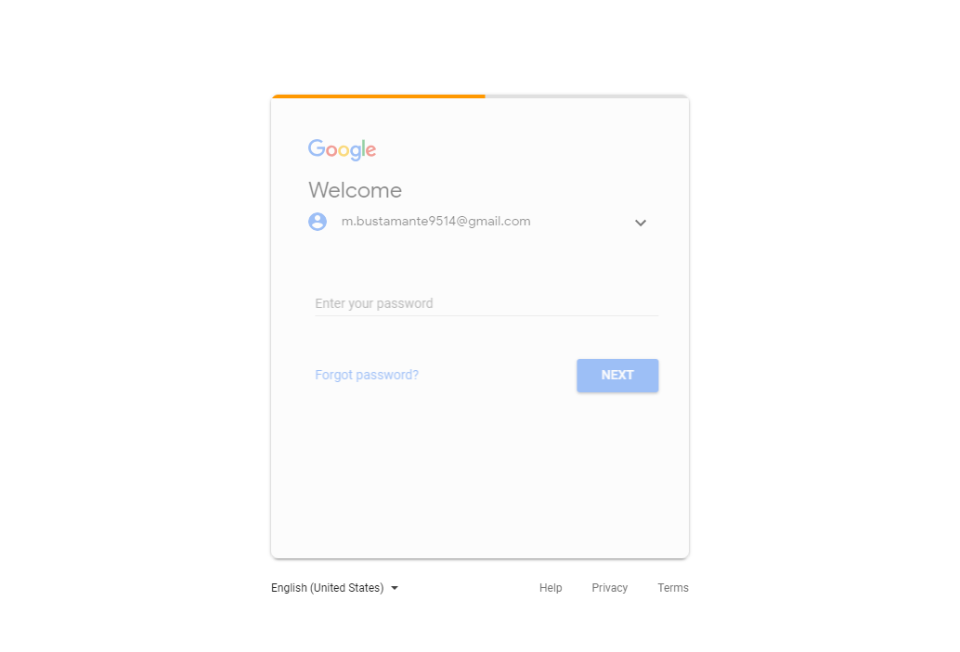 Google
Welcome
m.bustamante9514@gmail.com
Enter your password
Forgot password? NEXT
English (United States) Help Privacy Terms